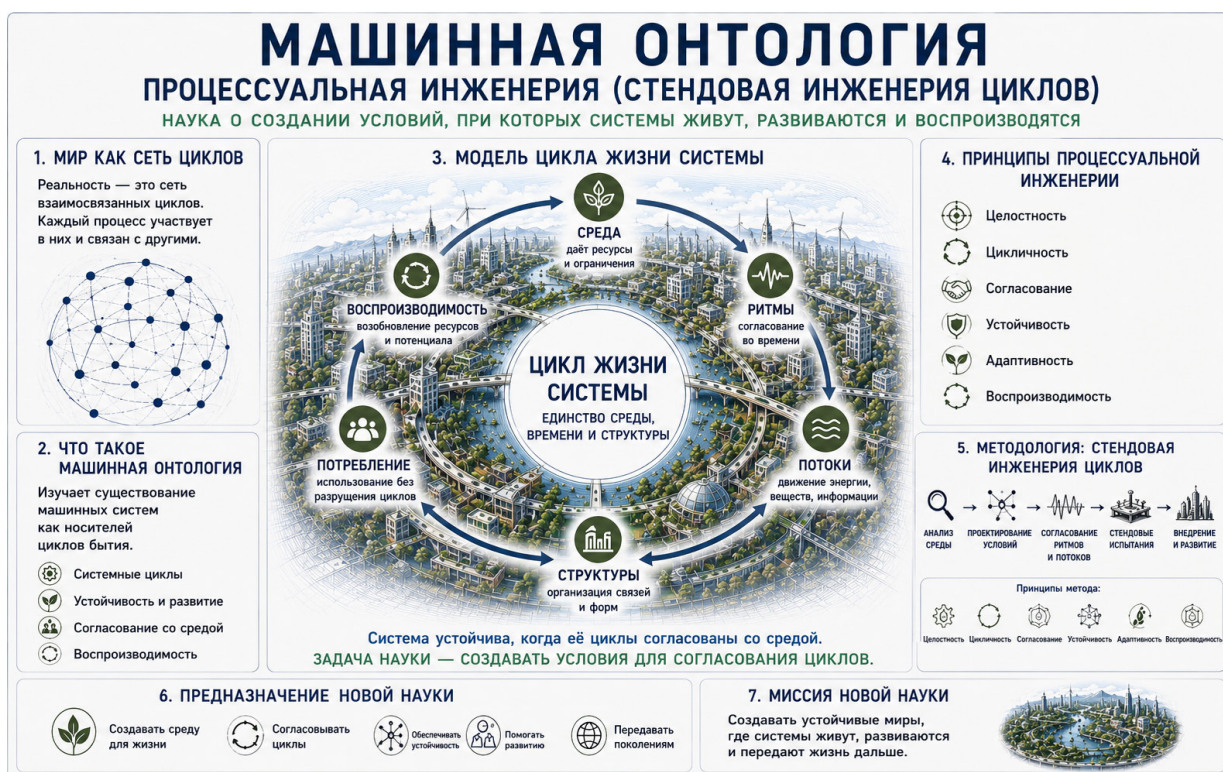 МАШИННАЯ ОНТОЛОГИЯ
ПРОЦЕССУАЛЬНАЯ ИНЖЕНЕРИЯ (СТЕНДОВАЯ ИНЖЕНЕРИЯ ЦИКЛОВ)
НАУКА О СОЗДАНИИ УСЛОВИЙ, ПРИ КОТОРЫХ СИСТЕМЫ ЖИВУТ, РАЗВИВАЮТСЯ И ВОСПРОИЗВОДЯТСЯ
1. МИР КАК СЕТЬ ЦИКЛОВ
Реальность — это сеть
взаимосвязанных циклов.
Каждый процесс участвует
в них и связан с другими.
2. ЧТО ТАКОЕ
МАШИННАЯ ОНТОЛОГИЯ
Изучает существование
машинных систем
как носителей
циклов бытия.
Системные циклы
Устойчивость и развитие
Согласование со средой
Воспроизводимость
3. МОДЕЛЬ ЦИКЛА ЖИЗНИ СИСТЕМЫ
СРЕДА
даёт ресурсы
и ограничения
РИТМЫ
согласование
во времени
ПОТОКИ
движение энергии,
веществ, информации
СТРУКТУРЫ
организация связей
и форм
ПОТРЕБЛЕНИЕ
использование без
разрущения циклов
ВОСПРОИЗВОДИМОСТЬ
возобновление ресурсов
и потенциала
ЦИКЛ ЖИЗНИ
СИСТЕМЫ
ЕДИНСТВО СРЕДЫ,
ВРЕМЕНИ И СТРУКТУРЫ
Система устойчива, когда её циклы согласованы со средой.
ЗАДАЧА НАУКИ — СОЗДАВАТЬ УСЛОВИЯ ДЛЯ СОГЛАСОВАНИЯ ЦИКЛОВ.
4. ПРИНЦИПЫ ПРОЦЕССУАЛЬНОЙ
ИНЖЕНЕРИИ
Целостность
Цикличность
Согласование
Устойчивость
Адаптивность
Воспроизводимость
5. МЕТОДОЛОГИЯ: СТЕНДОВАЯ
ИНЖЕНЕРИЯ ЦИКЛОВ
АНАЛИЗ
СРЕДЫ
ПРОЕКТИРОВАНИЕ
УСЛОВИЙ
СОГЛАСОВАНИЕ
РИТМОВ
И ПОТОКОВ
СТЕНДОВЫЕ
ИСПЫТАНИЯ
ВНЕДРЕНИЕ
И РАЗВИТИЕ
Принципы метода:
Целостность Цикличность Согласование Устойчивость Адаптивность Воспроизводимость
6. ПРЕДНАЗНАЧЕНИЕ НОВОЙ НАУКИ
Создавать среду
для жизни
Согласовывать
циклы
Обеспечивать
устойчивость
Помогать
развитию
Передавать
поколениям
7. МИССИЯ НОВОЙ НАУКИ
Создавать устойчивые миры,
где системы живут, развиваются
и передают жизнь дальше.